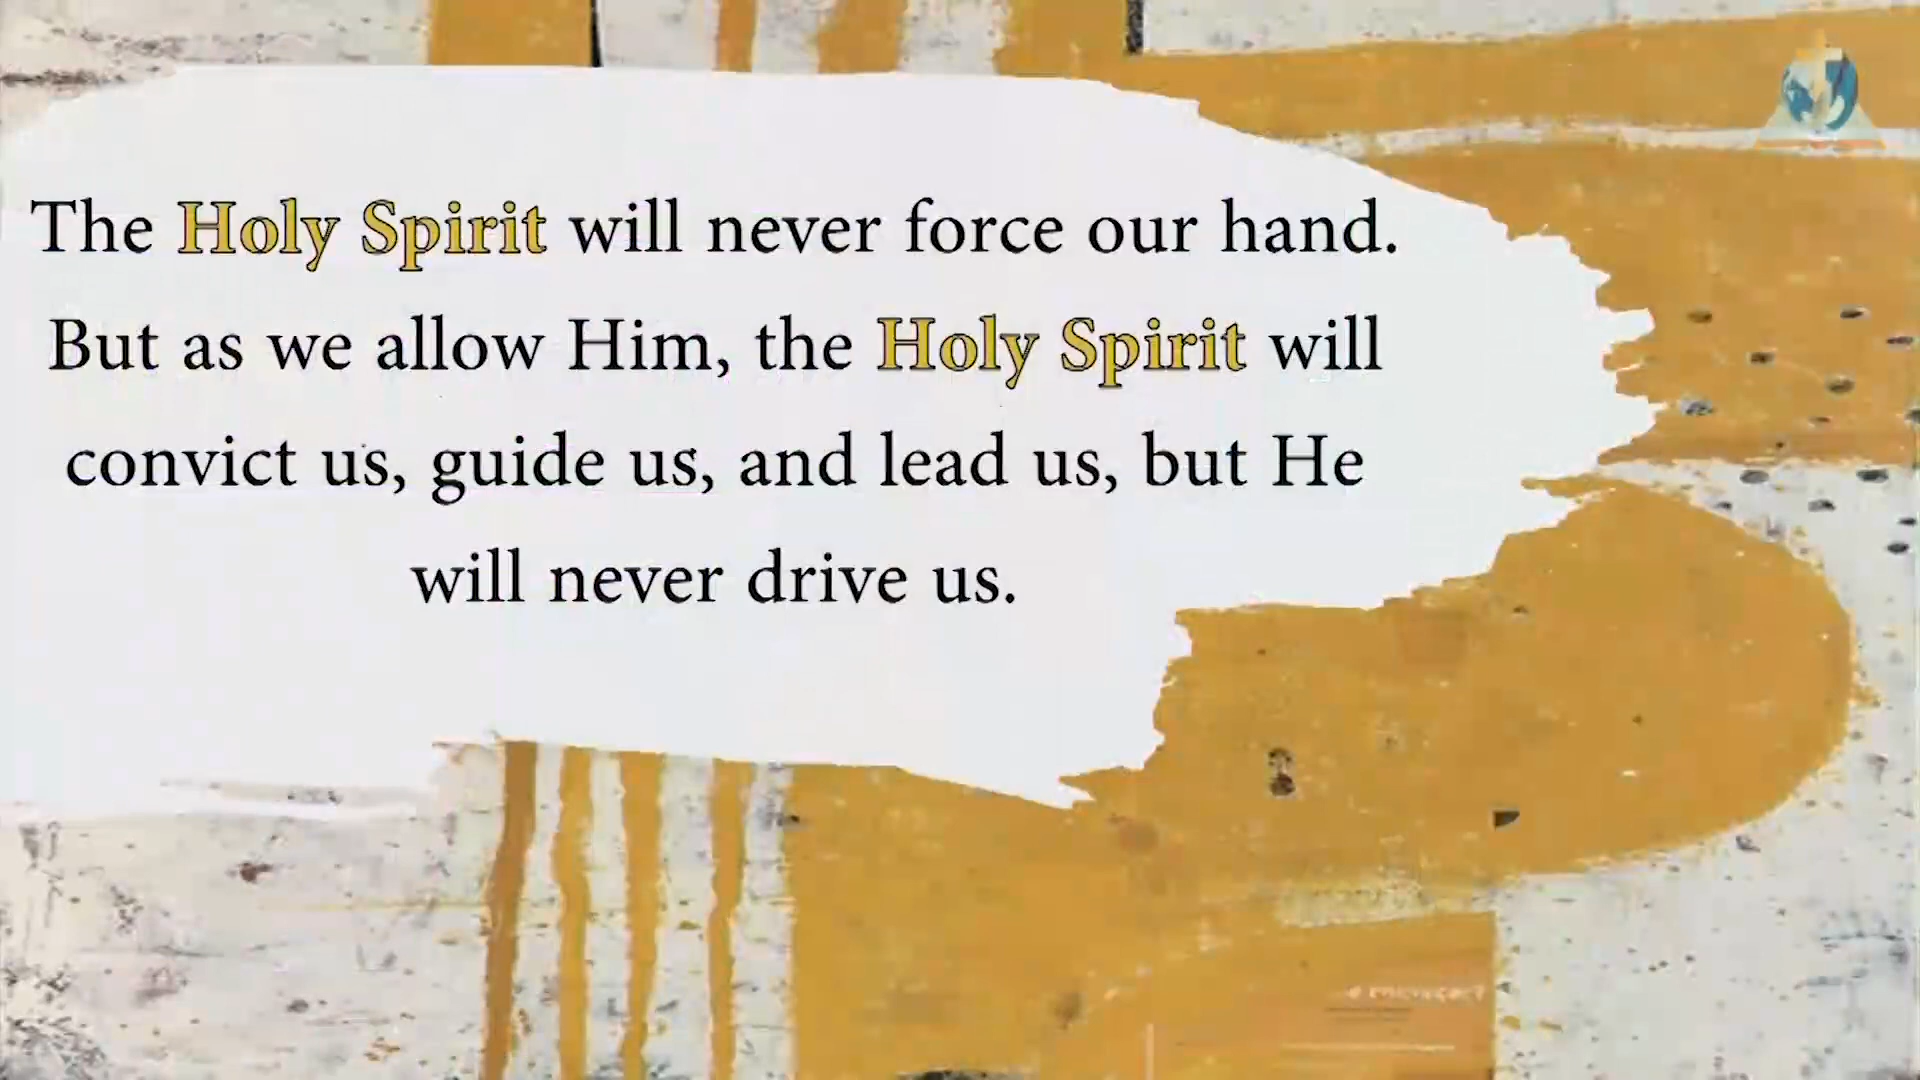 The Holy Spirit will never force our hand.
But as we allow Him, the Holy Spirit will
convict us, guide us, and lead us, but He
will never drive us.